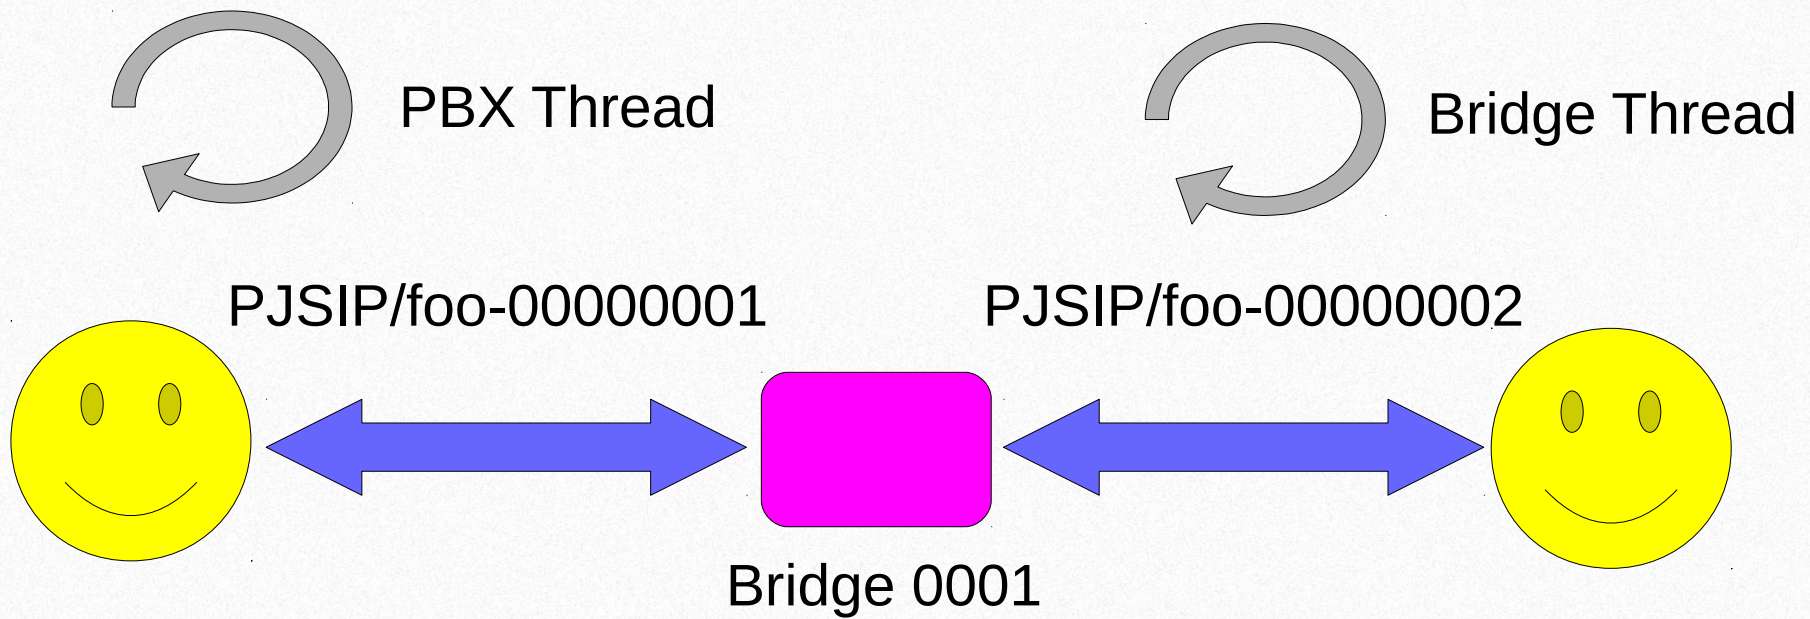 PBX Thread
Bridge Thread
PJSIP/foo-00000001
PJSIP/foo-00000002
Bridge 0001